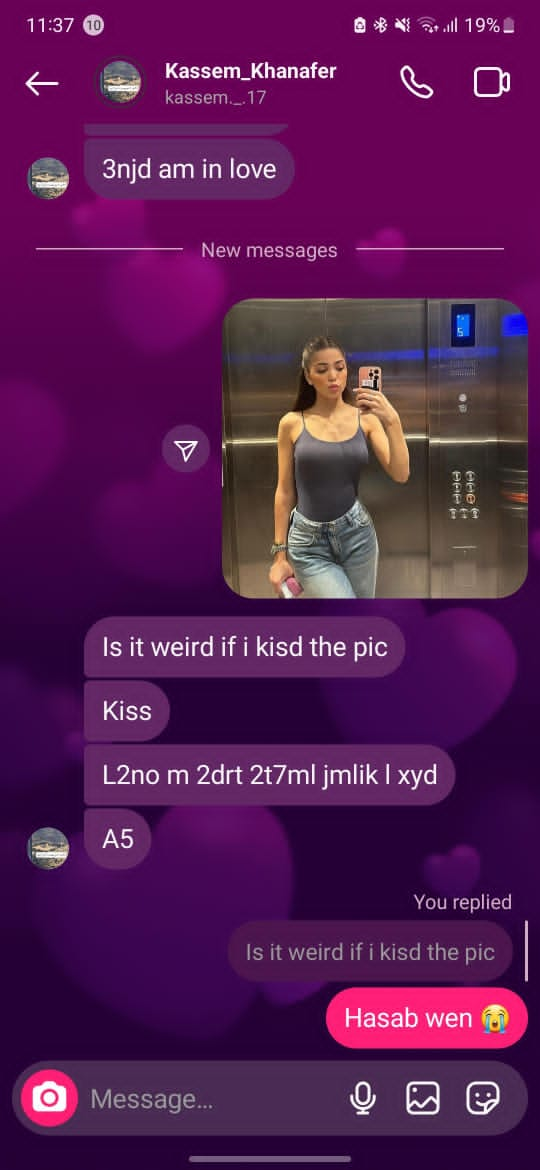 11:37 10 19%
Kassem_Khanafer
kassem._.17
3njd am in love
New messages
5
Is it weird if i kisd the pic
Kiss
L2no m 2drt 2t7ml jmlik l xyd
A5
You replied
Is it weird if i kisd the pic
Hasab wen 😭
Message...